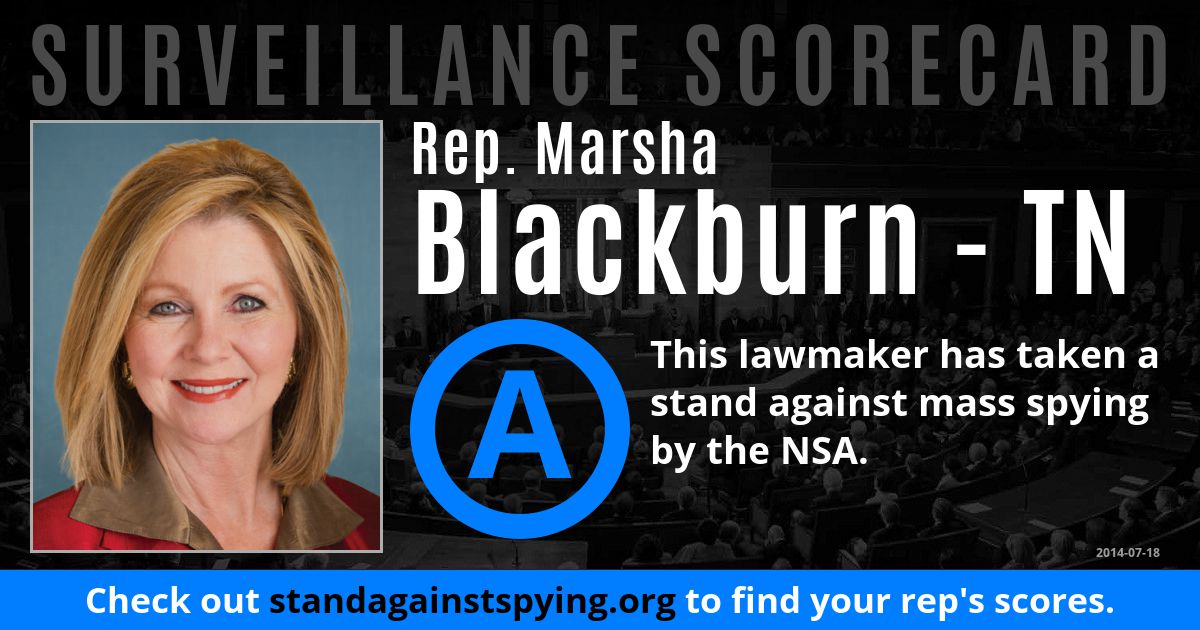 SURVEILLANCE SCORECARD
Rep. Marsha
Blackburn - TN
A
This lawmaker has taken a
stand against mass spying
by the NSA.
2014-07-18
Check out standagainstspying.org to find your rep's scores.